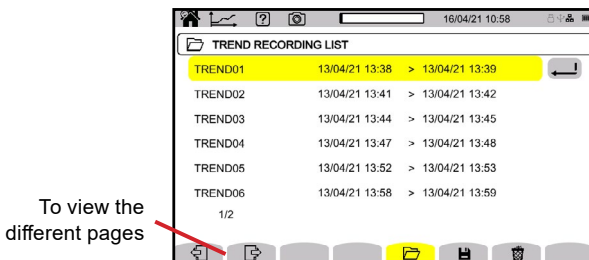 ?
16/04/21 10:58
TREND RECORDING LIST
TREND01 13/04/21 13:38 > 13/04/21 13:39
TREND02 13/04/21 13:41 > 13/04/21 13:42
TREND03 13/04/21 13:44 > 13/04/21 13:45
TREND04 13/04/21 13:47 > 13/04/21 13:48
TREND05 13/04/21 13:52 > 13/04/21 13:53
TREND06 13/04/21 13:58 > 13/04/21 13:59
1/2
To view the
different pages